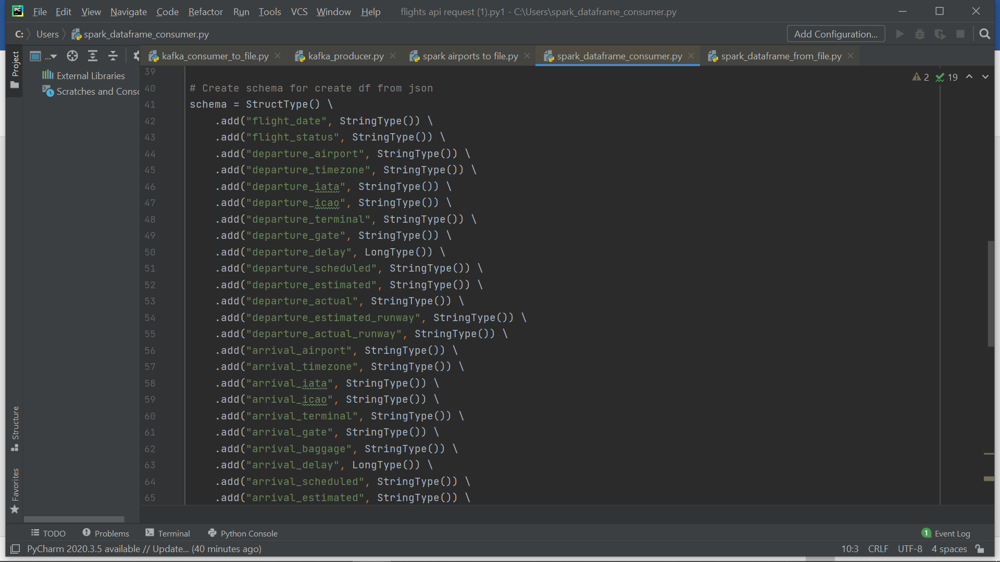 PC File Edit View Navigate Code Refactor Run Tools VCS Window Help flights api request (1).py1 - C:\Users\spark_dataframe_consumer.py
C: Users spark_dataframe_consumer.py Add Configuration...
Project ... kafka_consumer_to_file.py kafka_producer.py spark airports to file.py spark_dataframe_consumer.py spark_dataframe_from_file.py
External Libraries
Scratches and Consc
2 19
39
40 # Create schema for create df from json
41 schema = StructType() \
42 .add("flight_date", StringType()) \
43 .add("flight_status", StringType()) \
44 .add("departure_airport", StringType()) \
45 .add("departure_timezone", StringType()) \
46 .add("departure_iata", StringType()) \
47 .add("departure_icao", StringType()) \
48 .add("departure_terminal", StringType()) \
49 .add("departure_gate", StringType()) \
50 .add("departure_delay", LongType()) \
51 .add("departure_scheduled", StringType()) \
52 .add("departure_estimated", StringType()) \
53 .add("departure_actual", StringType()) \
54 .add("departure_estimated_runway", StringType()) \
55 .add("departure_actual_runway", StringType()) \
56 .add("arrival_airport", StringType()) \
57 .add("arrival_timezone", StringType()) \
58 .add("arrival_iata", StringType()) \
59 .add("arrival_icao", StringType()) \
60 .add("arrival_terminal", StringType()) \
61 .add("arrival_gate", StringType()) \
62 .add("arrival_baggage", StringType()) \
63 .add("arrival_delay", LongType()) \
64 .add("arrival_scheduled", StringType()) \
65 .add("arrival_estimated", StringType()) \
Structure
Favorites
TODO Problems Terminal Python Console 1 Event Log
PyCharm 2020.3.5 available // Update... (40 minutes ago) 10:3 CRLF UTF-8 4 spaces